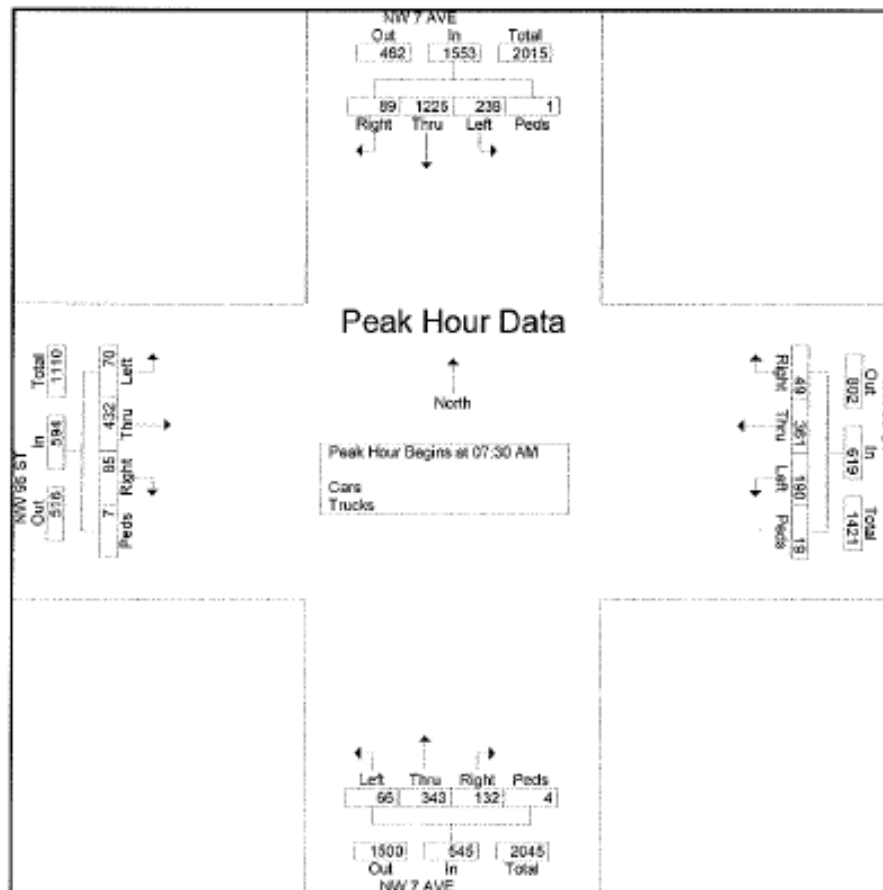 NW 7 AVE
Out In Total
462 1553 2015
89 1225 238 1
Right Thru Left Peds
Peak Hour Data
North
Peak Hour Begins at 07:30 AM
Cars
Trucks
NW ST
Out In Total
516 594 1110
7 85 432 70
Peds Right Thru Left
Right Thru Left Peds
49 361 190 19
802 619 1421
Out In Total
Left Thru Right Peds
66 343 132 4
1500 545 2045
Out In Total
NW 7 AVE